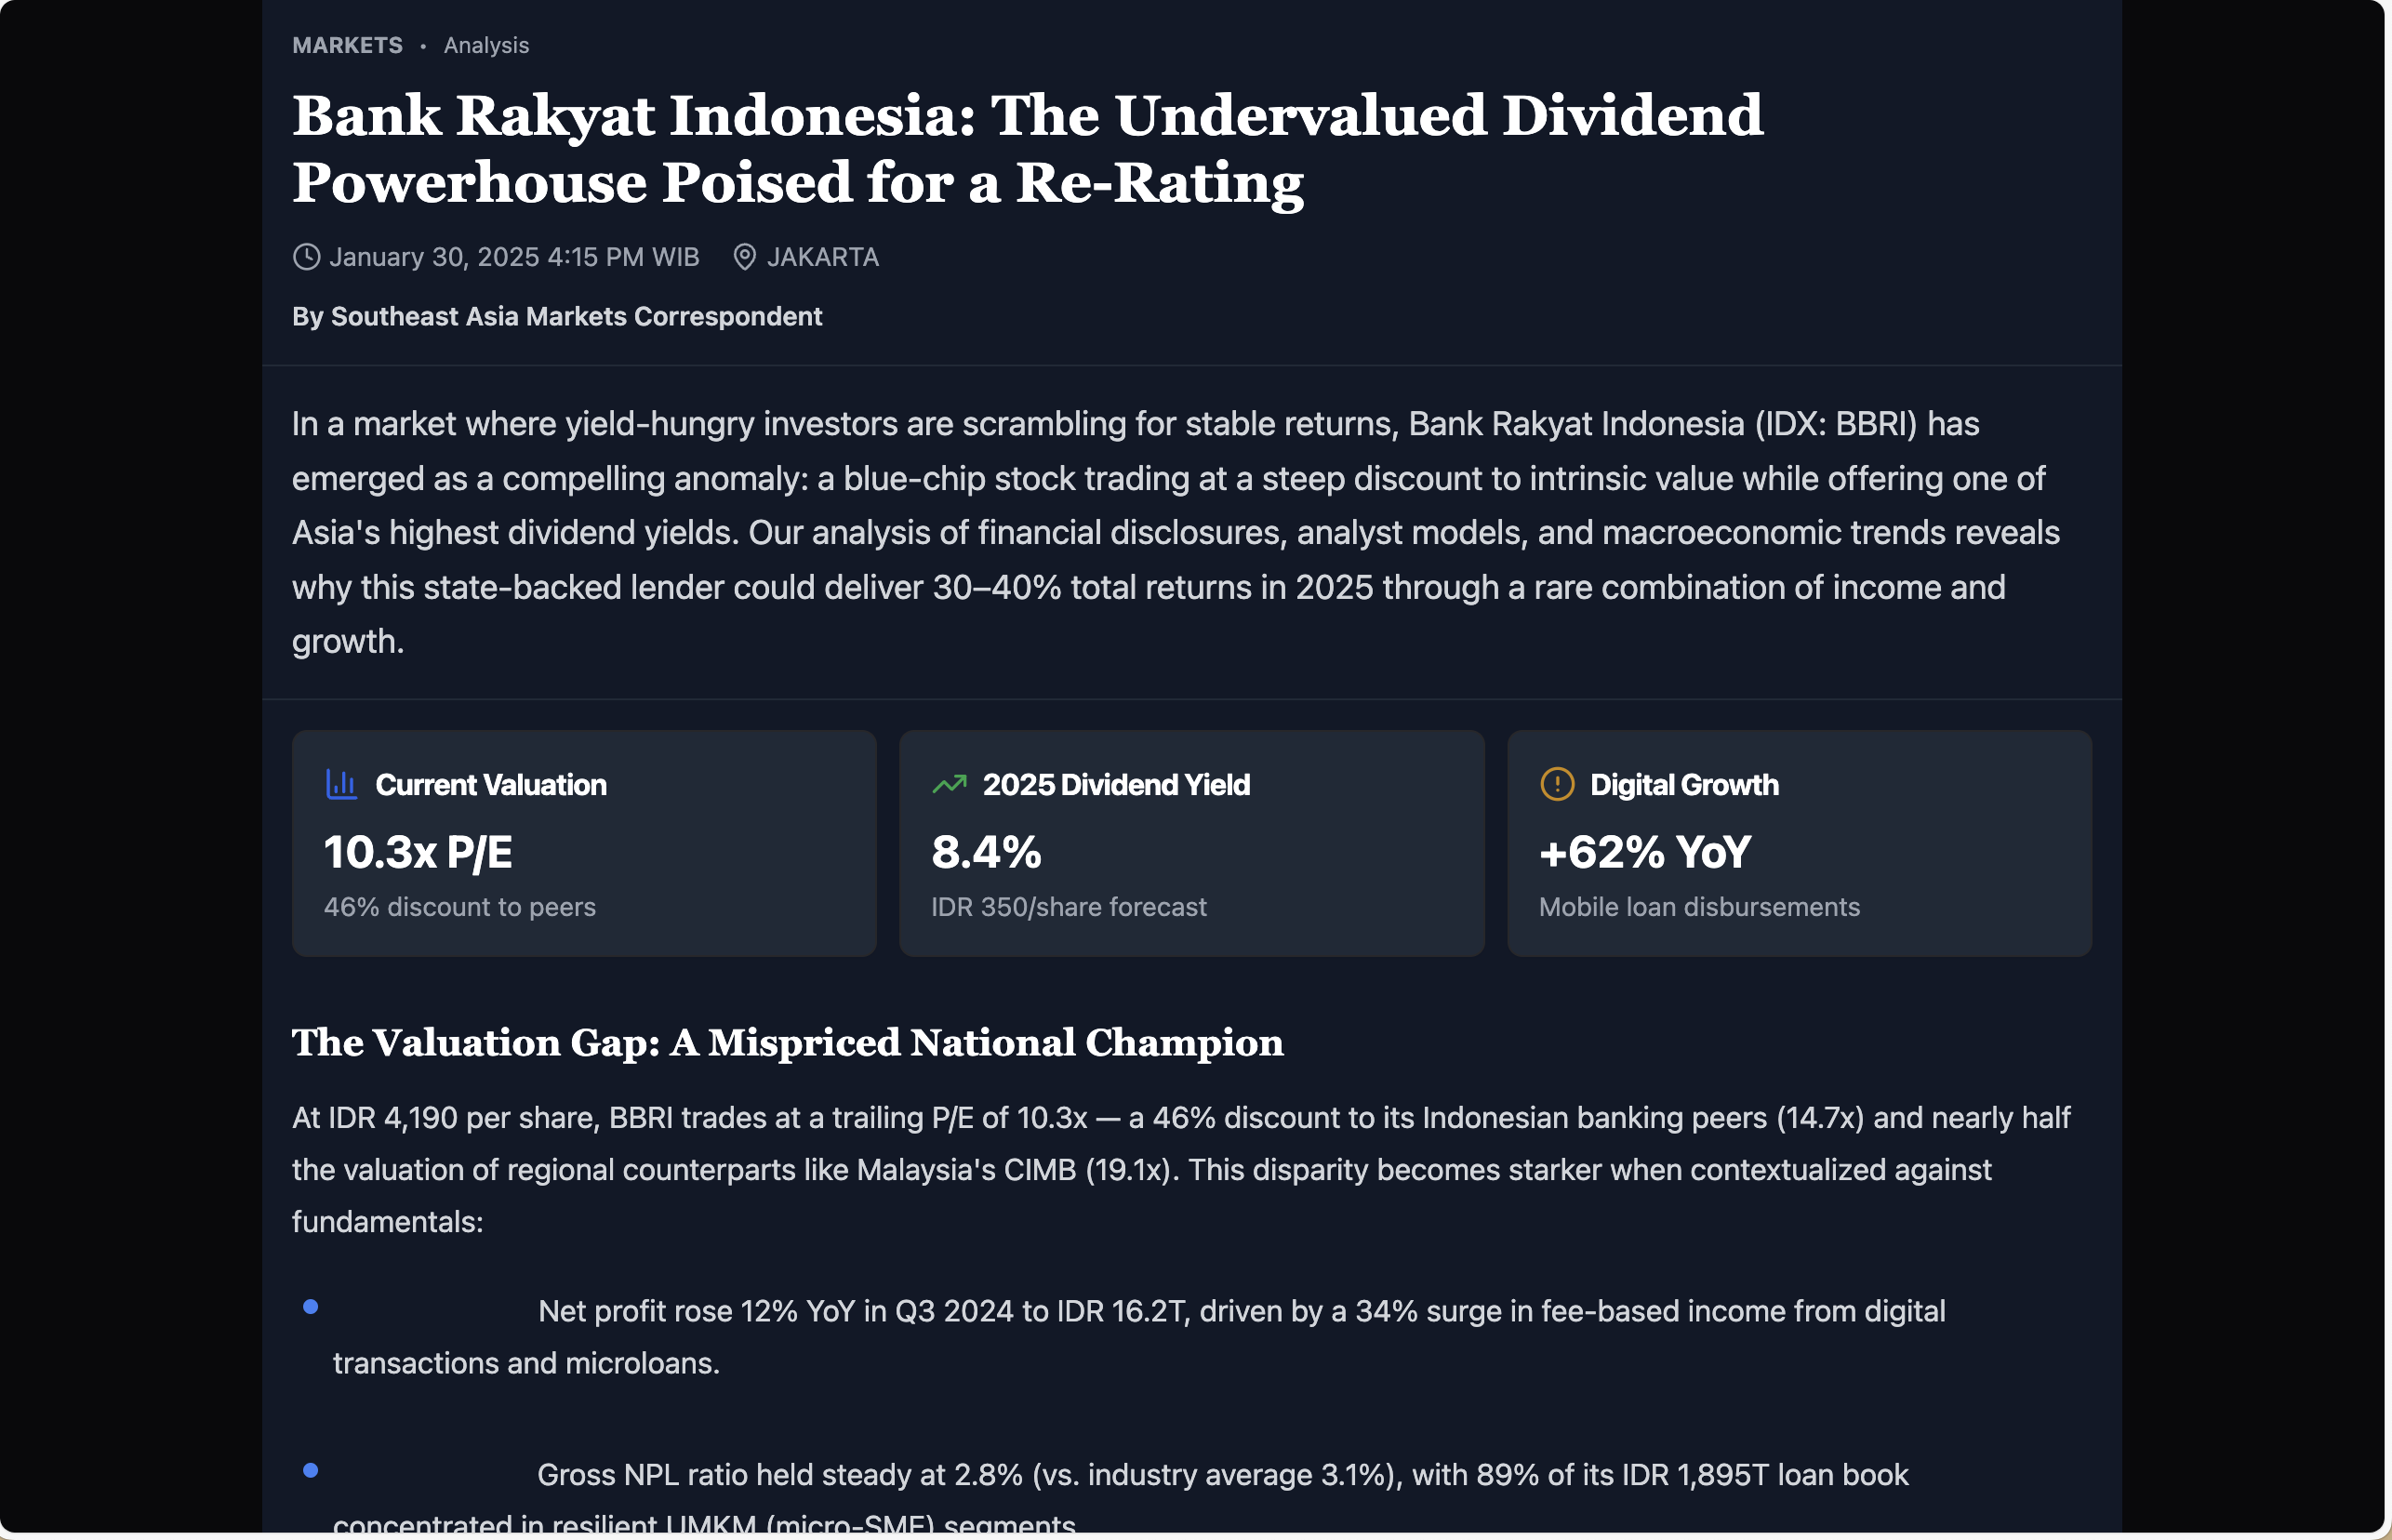 MARKETS • Analysis
Bank Rakyat Indonesia: The Undervalued Dividend
Powerhouse Poised for a Re-Rating
January 30, 2025 4:15 PM WIB JAKARTA
By Southeast Asia Markets Correspondent
In a market where yield-hungry investors are scrambling for stable returns, Bank Rakyat Indonesia (IDX: BBRI) has
emerged as a compelling anomaly: a blue-chip stock trading at a steep discount to intrinsic value while offering one of
Asia's highest dividend yields. Our analysis of financial disclosures, analyst models, and macroeconomic trends reveals
why this state-backed lender could deliver 30–40% total returns in 2025 through a rare combination of income and
growth.
Current Valuation
10.3x P/E
46% discount to peers
2025 Dividend Yield
8.4%
IDR 350/share forecast
Digital Growth
+62% YoY
Mobile loan disbursements
The Valuation Gap: A Mispriced National Champion
At IDR 4,190 per share, BBRI trades at a trailing P/E of 10.3x — a 46% discount to its Indonesian banking peers (14.7x) and nearly half
the valuation of regional counterparts like Malaysia's CIMB (19.1x). This disparity becomes starker when contextualized against
fundamentals:
• Net profit rose 12% YoY in Q3 2024 to IDR 16.2T, driven by a 34% surge in fee-based income from digital
transactions and microloans.
• Gross NPL ratio held steady at 2.8% (vs. industry average 3.1%), with 89% of its IDR 1,895T loan book
concentrated in resilient UMKM (micro-SME) segments